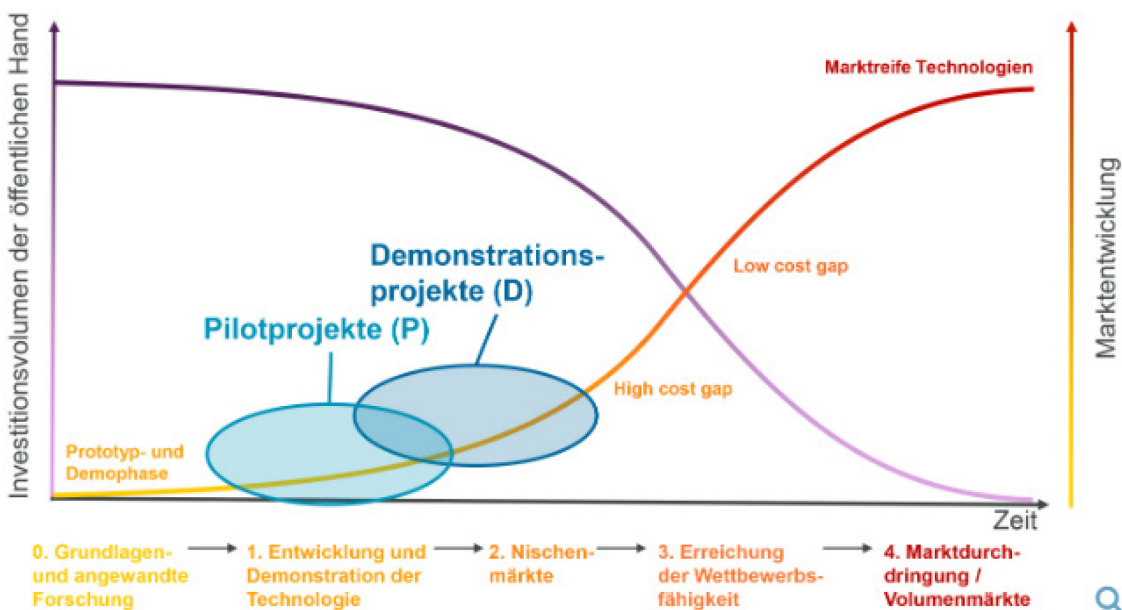 Investitionsvolumen der öffentlichen Hand
Marktreife Technologien
Marktentwicklung
Demonstrations-
projekte (D)
Low cost gap
Pilotprojekte (P)
High cost gap
Prototyp- und
Demophase
Zeit
0. Grundlagen-
und angewandte
Forschung
1. Entwicklung und
Demonstration der
Technologie
2. Nischen-
märkte
3. Erreichung
der Wettbewerbs-
fähigkeit
4. Marktdurch-
dringung /
Volumenmärkte